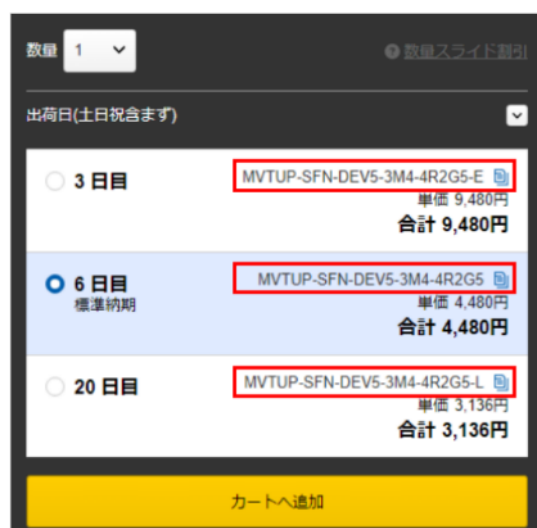 数量 1 数量スライド割引
出荷日(土日祝含まず)
3 日目 MVTUP-SFN-DEV5-3M4-4R2G5-E
単価 9,480円
合計 9,480円
6 日目 MVTUP-SFN-DEV5-3M4-4R2G5
標準納期 単価 4,480円
合計 4,480円
20 日目 MVTUP-SFN-DEV5-3M4-4R2G5-L
単価 3,136円
合計 3,136円
カートへ追加